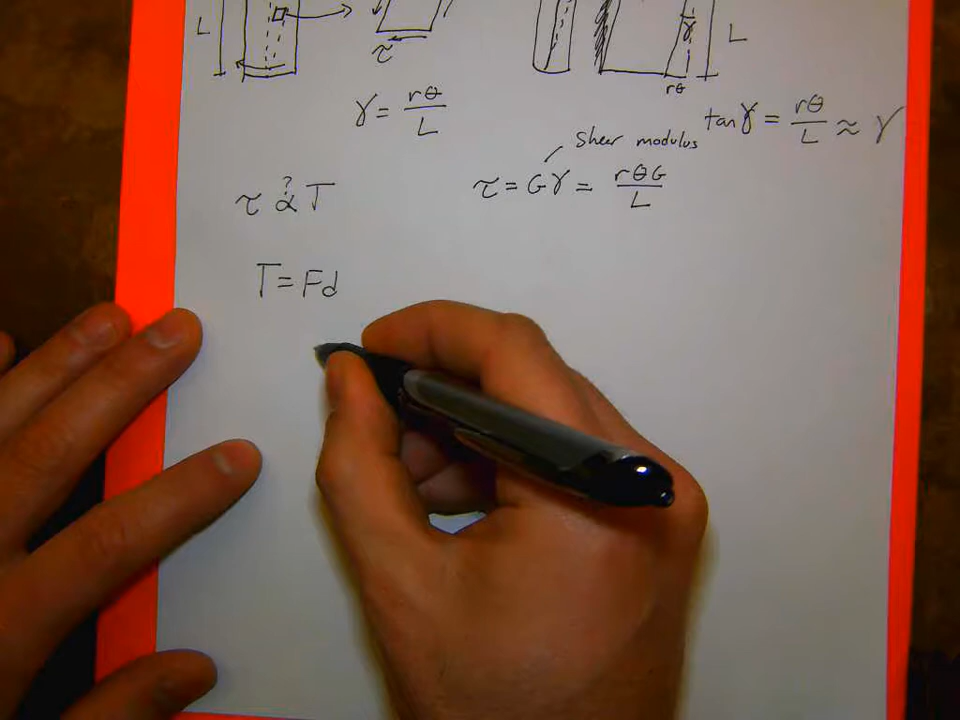 L
τ
γ
L
rθ
γ = rθ/L
tan γ = rθ/L ≈ γ
Shear modulus
τ ?∝ T
τ = Gγ = rθG/L
T = Fd